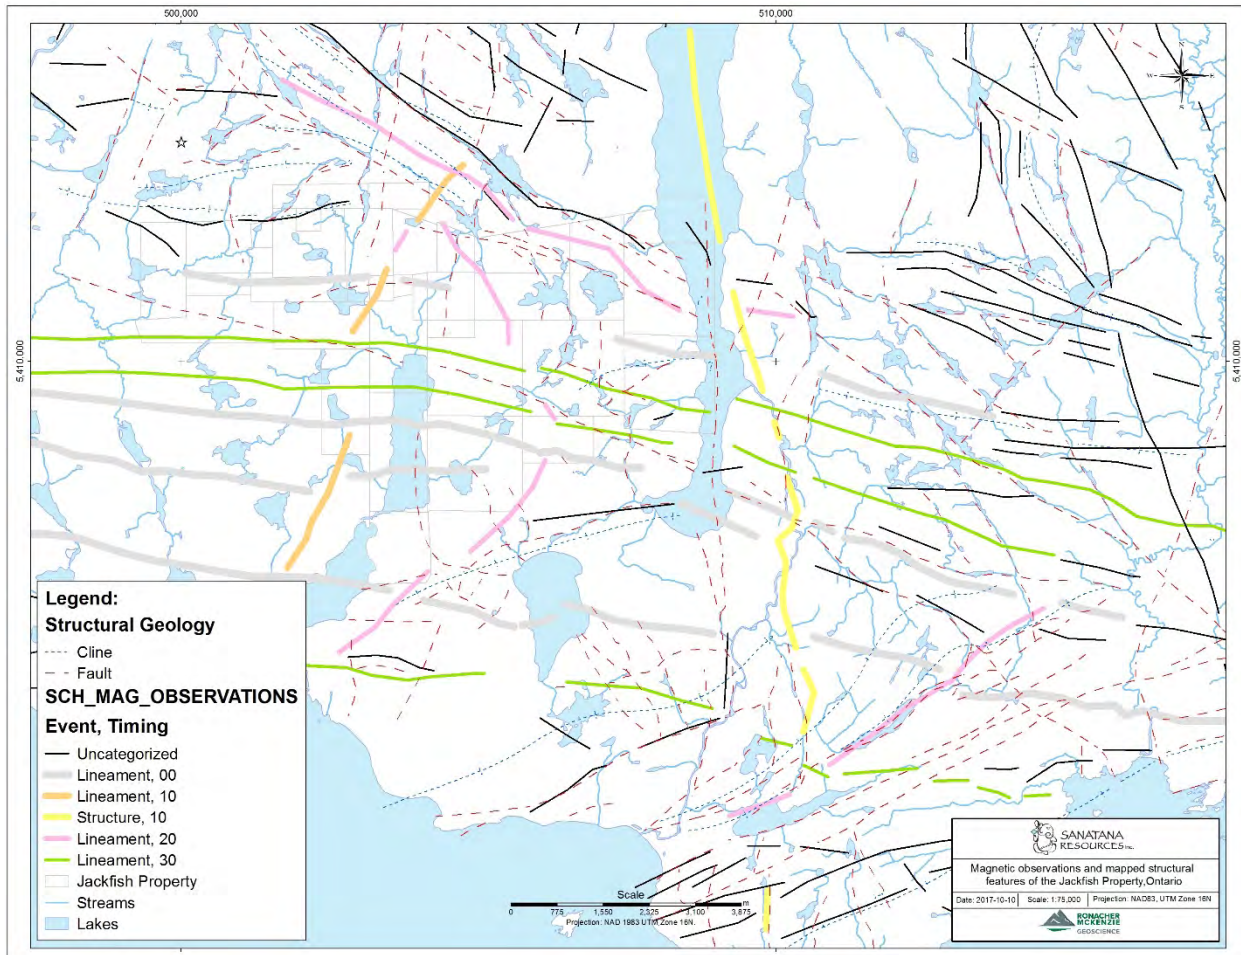 500,000
510,000
N
W
E
S
5,410,000
5,410,000
Legend:
Structural Geology
Cline
Fault
SCH_MAG_OBSERVATIONS
Event, Timing
Uncategorized
Lineament, 00
Lineament, 10
Structure, 10
Lineament, 20
Lineament, 30
Jackfish Property
Streams
Lakes
Scale
m
0 775 1,550 2,325 3,100 3,875
Projection: NAD 1983 UTM Zone 16N.
SANATANA
RESOURCES Inc.
Magnetic observations and mapped structural
features of the Jackfish Property,Ontario
Date: 2017-10-10 Scale: 1:75,000 Projection: NAD83, UTM Zone 16N
RONACHER
MCKENZIE
GEOSCIENCE